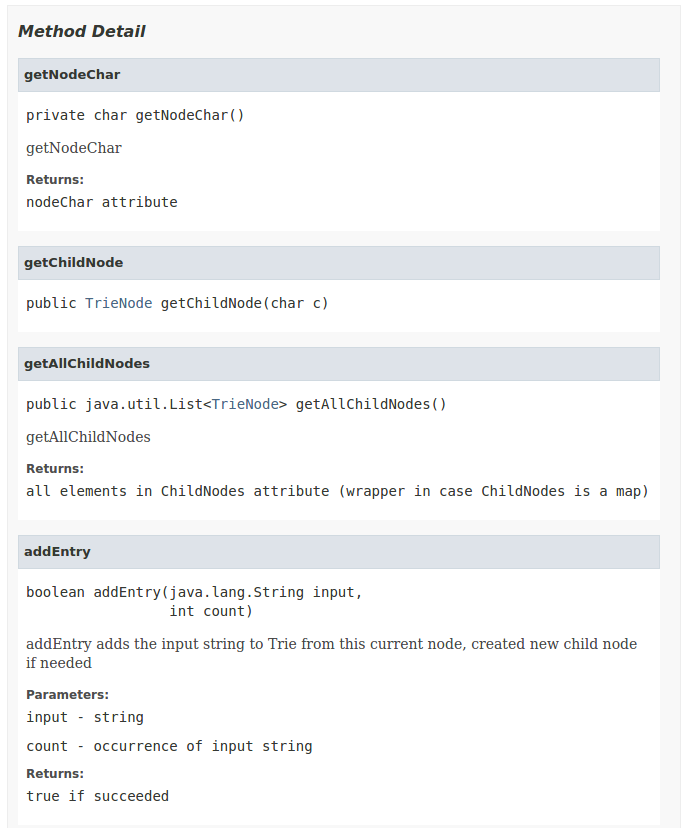 Method Detail
getNodeChar
private char getNodeChar()
getNodeChar
Returns:
nodeChar attribute
getChildNode
public TrieNode getChildNode(char c)
getAllChildNodes
public java.util.List<TrieNode> getAllChildNodes()
getAllChildNodes
Returns:
all elements in ChildNodes attribute (wrapper in case ChildNodes is a map)
addEntry
boolean addEntry(java.lang.String input,
int count)
addEntry adds the input string to Trie from this current node, created new child node
if needed
Parameters:
input - string
count - occurrence of input string
Returns:
true if succeeded